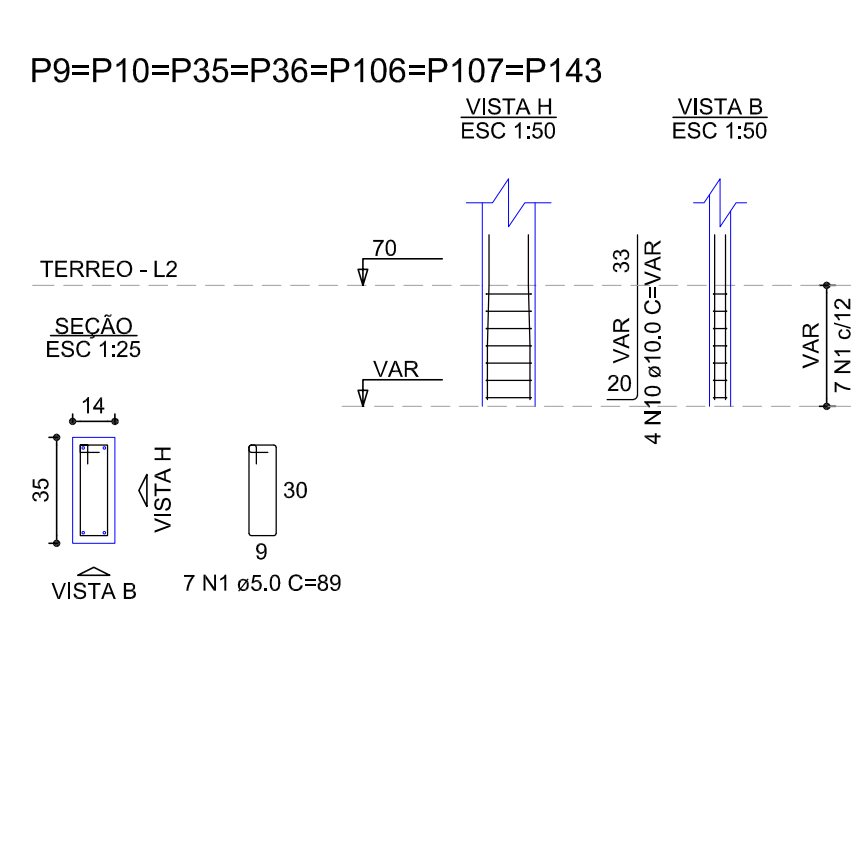 P9=P10=P35=P36=P106=P107=P143
VISTA H
ESC 1:50
VISTA B
ESC 1:50
TERREO - L2
70
33
VAR
20
4 N10 ø10.0 C=VAR
VAR
7 N1 c/12
SEÇÃO
ESC 1:25
VAR
14
35
VISTA H
VISTA B
30
9
7 N1 ø5.0 C=89